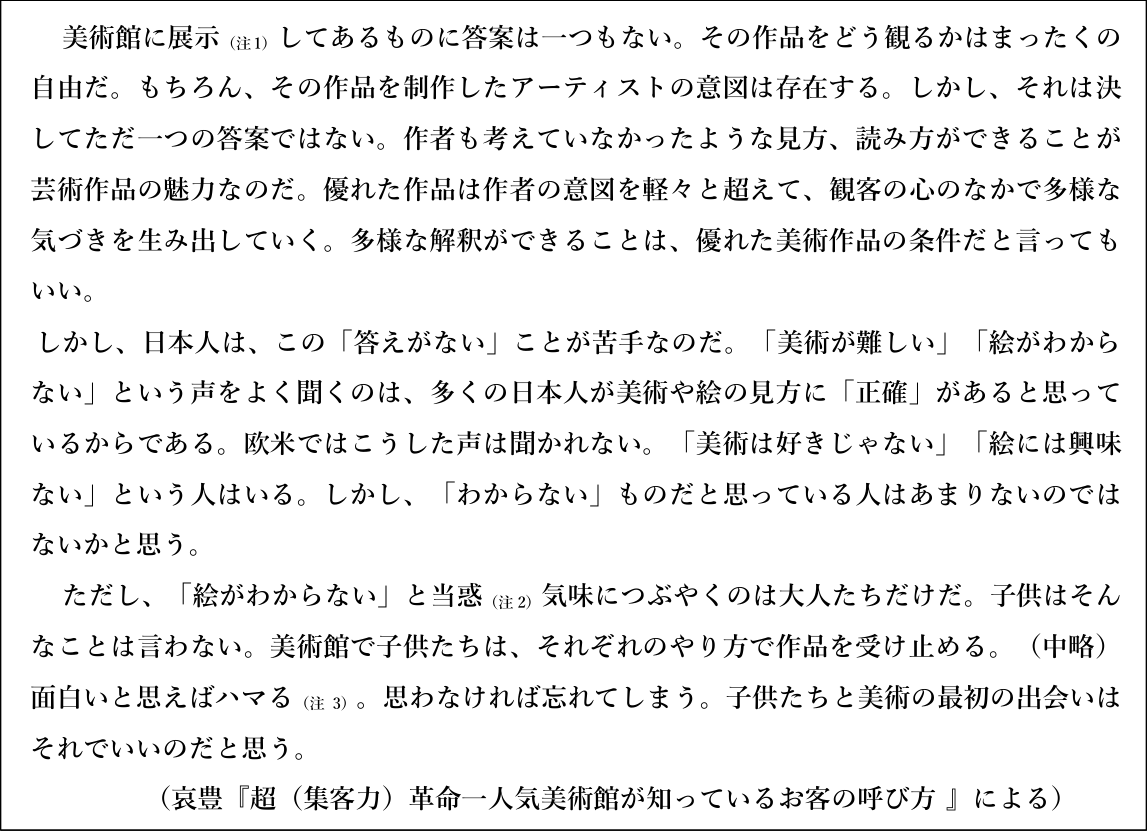 美術館に展示（注1）してあるものに答案は一つもない。その作品をどう観るかはまったくの
自由だ。もちろん、その作品を制作したアーティストの意図は存在する。しかし、それは決
してただ一つの答案ではない。作者も考えていなかったような見方、読み方ができることが
芸術作品の魅力なのだ。優れた作品は作者の意図を軽々と超えて、観客の心のなかで多様な
気づきを生み出していく。多様な解釈ができることは、優れた美術作品の条件だと言っても
いい。
しかし、日本人は、この「答えがない」ことが苦手なのだ。「美術が難しい」「絵がわから
ない」という声をよく聞くのは、多くの日本人が美術や絵の見方に「正確」があると思って
いるからである。欧米ではこうした声は聞かれない。「美術は好きじゃない」「絵には興味
ない」という人はいる。しかし、「わからない」ものだと思っている人はあまりないのでは
ないかと思う。
ただし、「絵がわからない」と当惑（注2）気味につぶやくのは大人たちだけだ。子供はそん
なことは言わない。美術館で子供たちは、それぞれのやり方で作品を受け止める。（中略）
面白いと思えばハマる（注 3）。思わなければ忘れてしまう。子供たちと美術の最初の出会いは
それでいいのだと思う。
（哀豊『超（集客力）革命一人気美術館が知っているお客の呼び方 』による）